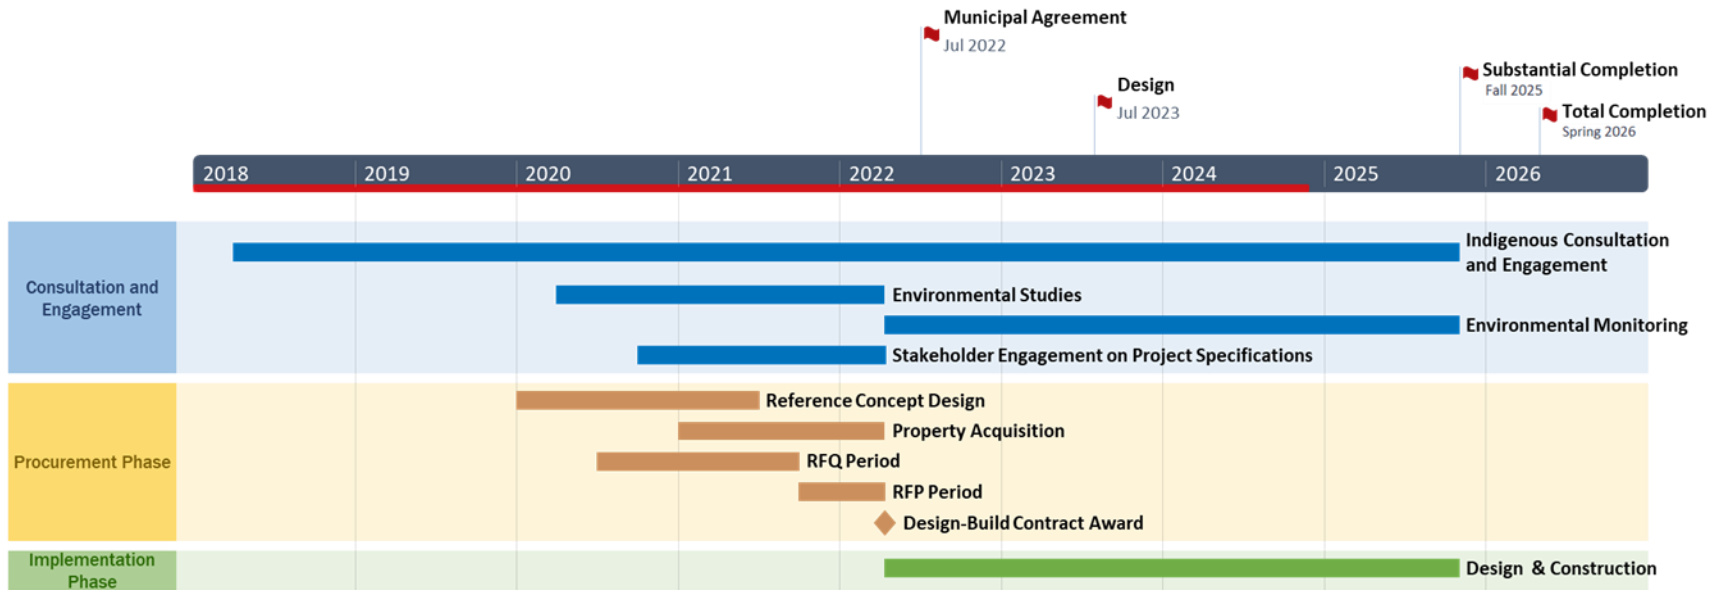 Municipal Agreement
Jul 2022
Design
Jul 2023
Substantial Completion
Fall 2025
Total Completion
Spring 2026
2018 2019 2020 2021 2022 2023 2024 2025 2026
Consultation and
Engagement
Indigenous Consultation
and Engagement
Environmental Studies
Environmental Monitoring
Stakeholder Engagement on Project Specifications
Procurement Phase
Reference Concept Design
Property Acquisition
RFQ Period
RFP Period
Design-Build Contract Award
Implementation
Phase
Design & Construction